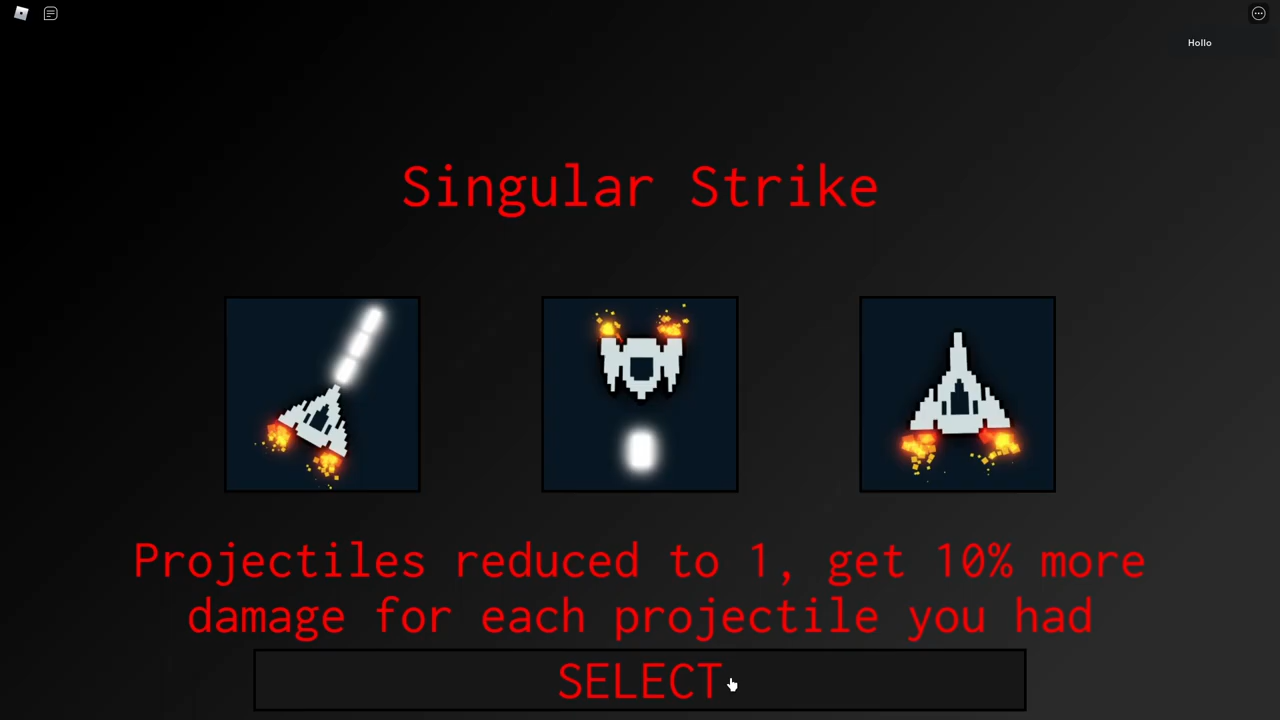 Hollo
Singular Strike
Projectiles reduced to 1, get 10% more
damage for each projectile you had
SELECT